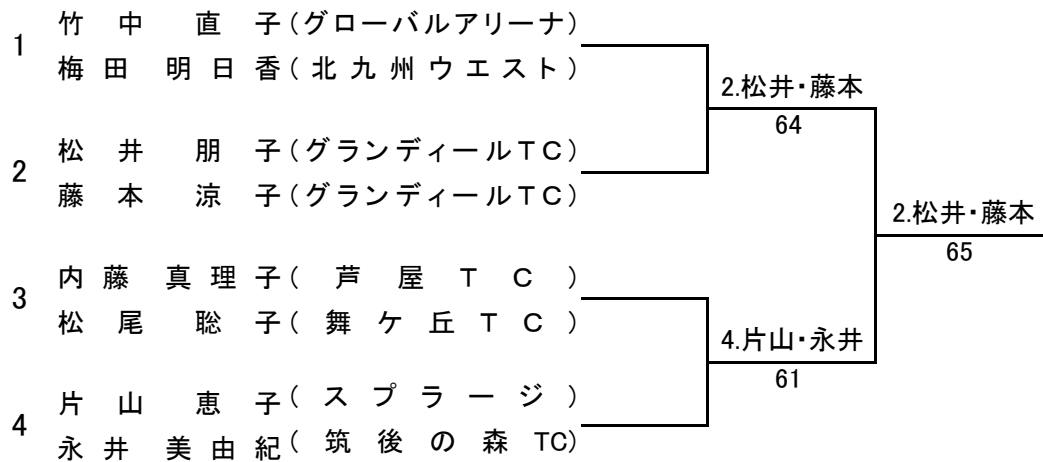 1
竹中直子(グローバルアリーナ)
梅田明日香(北九州ウエスト)
2.松井・藤本
64
2
松井朋子(グランディールTC)
藤本涼子(グランディールTC)
2.松井・藤本
65
3
内藤真理子(芦屋TC)
松尾聡子(舞ケ丘TC)
4.片山・永井
61
4
片山恵子(スプラージ)
永井美由紀(筑後の森TC)